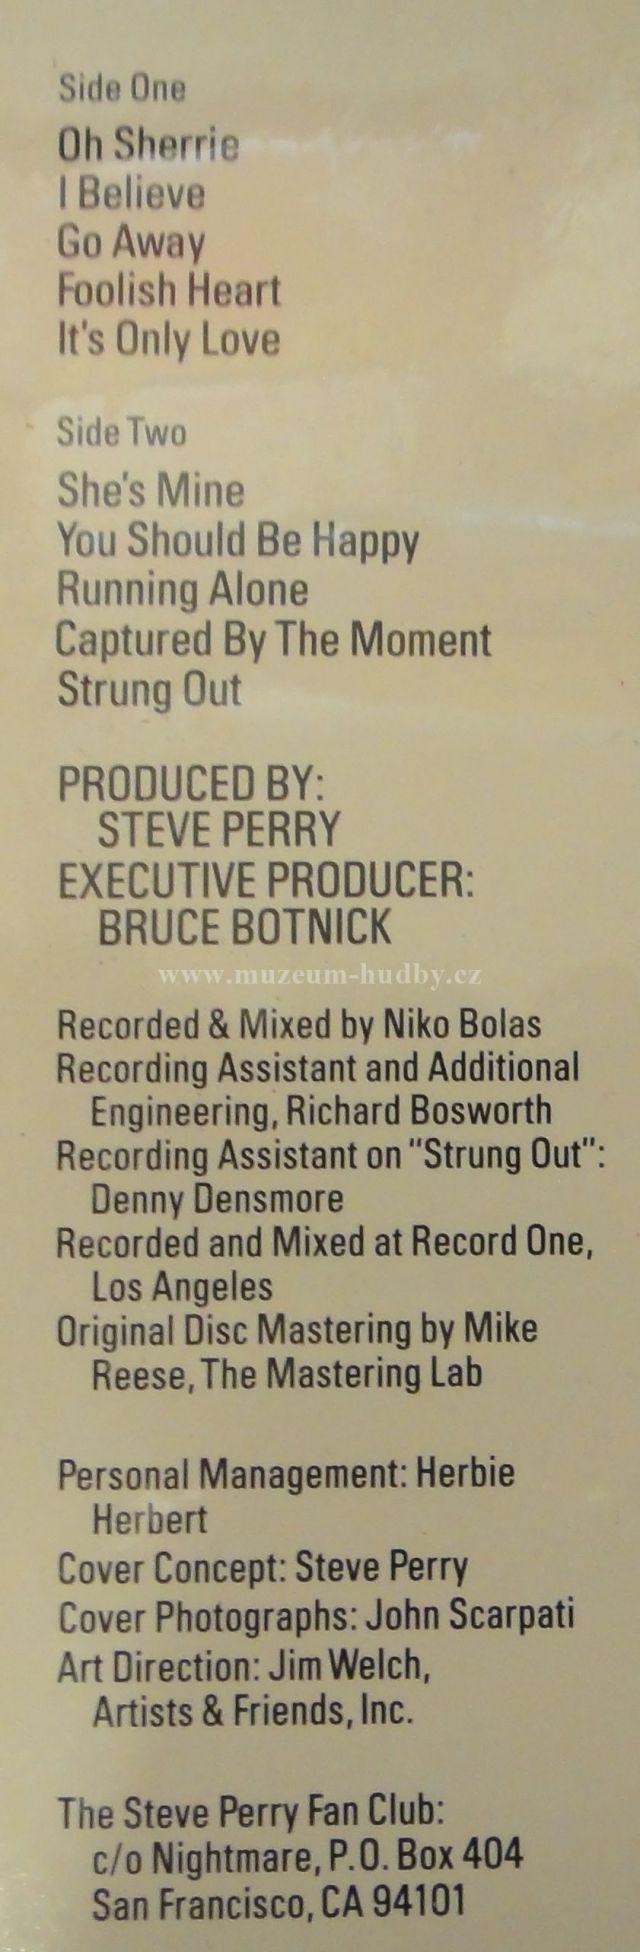 Side One
Oh Sherrie
I Believe
Go Away
Foolish Heart
It's Only Love
Side Two
She's Mine
You Should Be Happy
Running Alone
Captured By The Moment
Strung Out
PRODUCED BY:
STEVE PERRY
EXECUTIVE PRODUCER:
BRUCE BOTNICK
www.muzeum-hudby.cz
Recorded & Mixed by Niko Bolas
Recording Assistant and Additional
Engineering, Richard Bosworth
Recording Assistant on "Strung Out":
Denny Densmore
Recorded and Mixed at Record One,
Los Angeles
Original Disc Mastering by Mike
Reese, The Mastering Lab
Personal Management: Herbie
Herbert
Cover Concept: Steve Perry
Cover Photographs: John Scarpati
Art Direction: Jim Welch,
Artists & Friends, Inc.
The Steve Perry Fan Club:
c/o Nightmare, P.O. Box 404
San Francisco, CA 94101